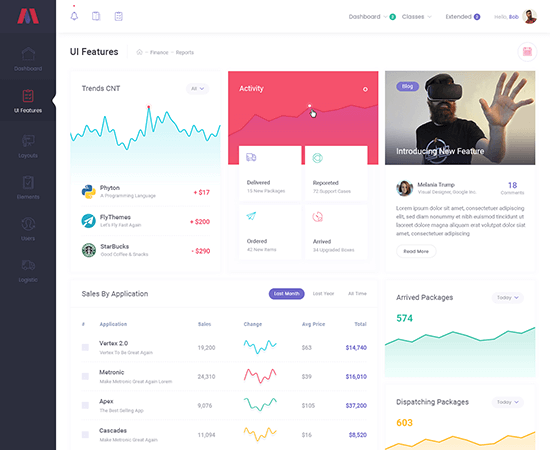 Dashboard 2 Classes Extended 2 Hello, Bob
UI Features
Finance Reports
Dashboard
UI Features
Layouts
Elements
Users
Logistic
Trends CNT
All
Phyton
A Programming Language
+ $17
FlyThemes
Let's Fly Fast Again
+ $200
StarBucks
Good Coffee & Snacks
- $290
Activity
Delivered
15 New Packages
Reporeted
72 Support Cases
Ordered
42 New Items
Arrived
34 Upgraded Boxes
Blog
Introducing New Feature
Melania Trump
Visual Designer, Google Inc.
18
Comments
Lorem ipsum dolor sit amet, consectetuer adipiscing elit,
sed diam nonummy et nibh euismod tincidunt ut
laoreet dolore magna aliquam erat volutpat dolor sit
amet, consectetuer adipiscing
Read More
Sales By Application
Last Month Last Year All Time
# Application Sales Change Avg Price Total
Vertex 2.0
Vertex To Be Great Again
19,200 $63 $14,740
Metronic
Make Metronic Great Again Lorem
24,310 $39 $16,010
Apex
The Best Selling App
9,076 $105 $37,200
Cascades
Make Metronic Great Again
11,094 $16 $8,520
Arrived Packages
Today
574
Dispatching Packages
Today
603